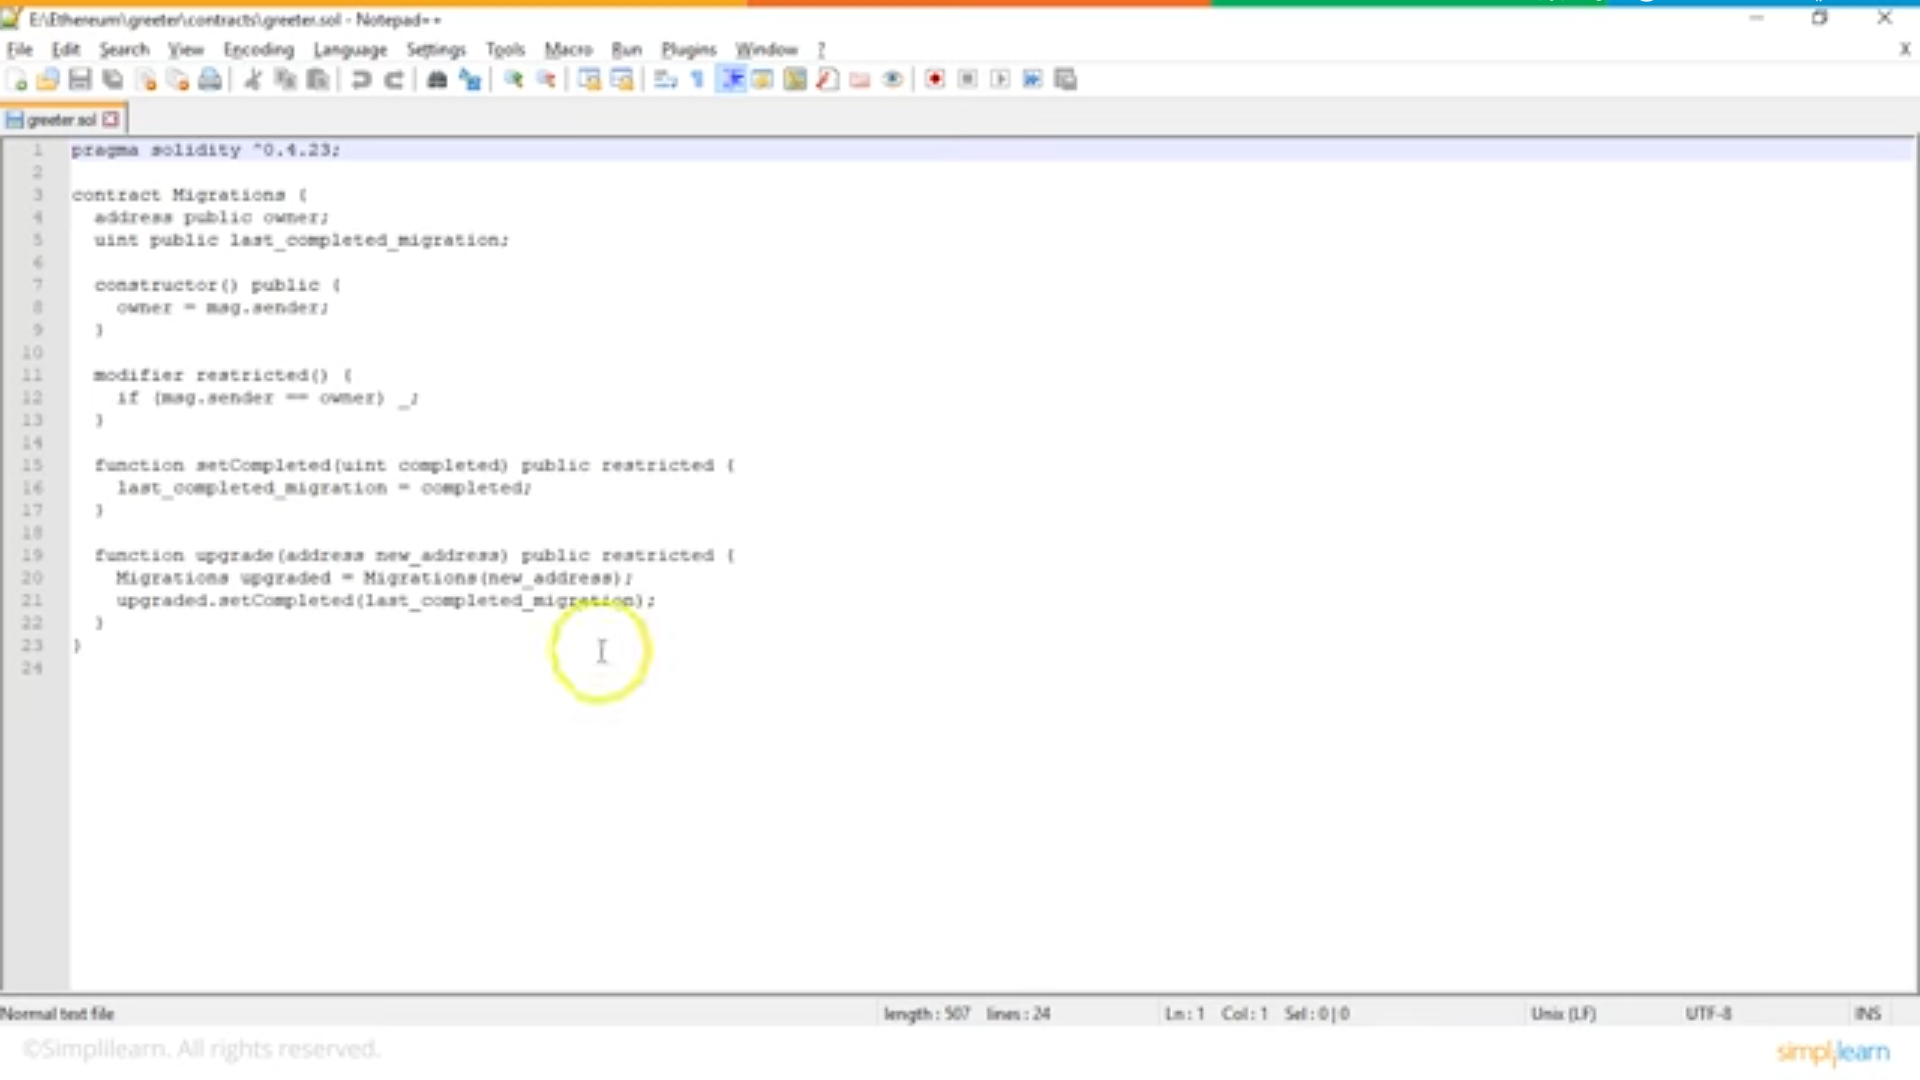 E:\Ethereum\greeter\contracts\greeter.sol - Notepad++
File Edit Search View Encoding Language Settings Tools Macro Run Plugins Window ? X
greeter.sol
1 pragma solidity ^0.4.23;
2
3 contract Migrations {
4 address public owner;
5 uint public last_completed_migration;
6
7 constructor() public {
8 owner = msg.sender;
9 }
10
11 modifier restricted() {
12 if (msg.sender == owner) _;
13 }
14
15 function setCompleted(uint completed) public restricted {
16 last_completed_migration = completed;
17 }
18
19 function upgrade(address new_address) public restricted {
20 Migrations upgraded = Migrations(new_address);
21 upgraded.setCompleted(last_completed_migration);
22 }
23 }
24
Normal text file length : 507 lines : 24 Ln : 1 Col : 1 Sel : 0 | 0 Unix (LF) UTF-8 INS
©Simplilearn. All rights reserved.
simplilearn